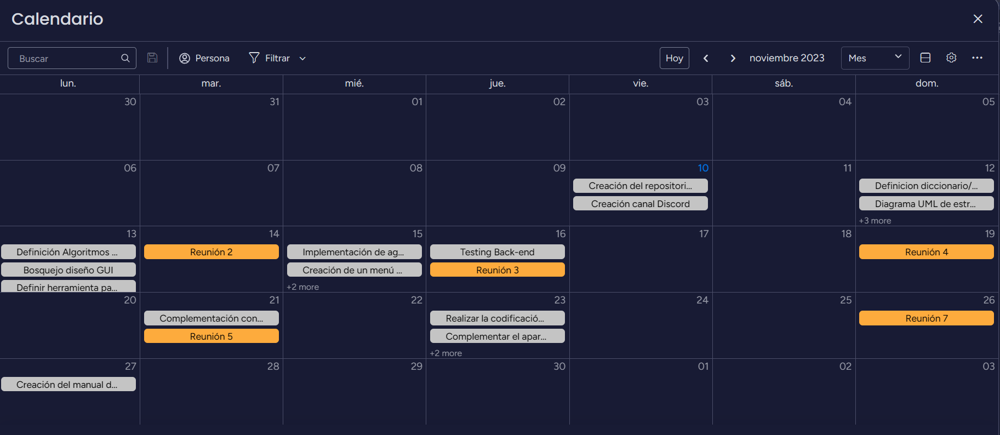 Calendario
Buscar Persona Filtrar Hoy noviembre 2023 Mes
lun. mar. mié. jue. vie. sáb. dom.
30 31 01 02 03 04 05
06 07 08 09 10 11 12
Creación del repositori... Definicion diccionario/...
Creación canal Discord Diagrama UML de estr...
+3 more
13 14 15 16 17 18 19
Definición Algoritmos ... Reunión 2 Implementación de ag... Testing Back-end Reunión 4
Bosquejo diseño GUI Creación de un menú ... Reunión 3
Definir herramienta pa... +2 more
20 21 22 23 24 25 26
Complementación con... Realizar la codificació... Reunión 7
Reunión 5 Complementar el apar...
+2 more
27 28 29 30 01 02 03
Creación del manual d...